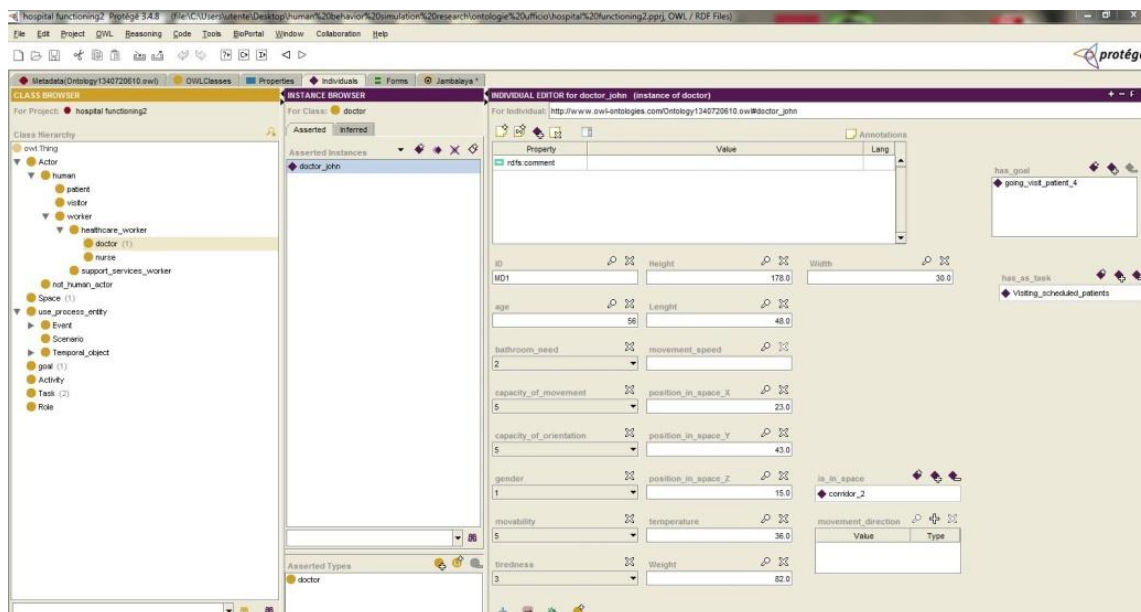 hospital functioning2 Protégé 3.4.8 (file:\C:\Users\utente\Desktop\human%20behavior%20simulation%20research\ontologie%20ufficio\hospital%20functioning2.pprj, OWL / RDF Files)
File Edit Project OWL Reasoning Code Tools BioPortal Window Collaboration Help
protégé
Metadata(Ontology1340720610.owl) OWLClasses Properties Individuals Forms Jambalaya
CLASS BROWSER
For Project: hospital functioning2
Class Hierarchy
owl:Thing
Actor
human
patient
visitor
worker
healthcare_worker
doctor (1)
nurse
support_services_worker
not_human_actor
Space (1)
use_process_entity
Event
Scenario
Temporal_object
goal (1)
Activity
Task (2)
Role
INSTANCE BROWSER
For Class: doctor
Asserted Inferred
Asserted Instances
doctor_john
Asserted Types
doctor
INDIVIDUAL EDITOR for doctor_john (instance of doctor)
For Individual: http://www.owl-ontologies.com/Ontology1340720610.owl#doctor_john
Annotations
Property Value Lang
rdfs:comment
has_goal
going_visit_patient_4
ID Height Width
MD1 178.0 30.0
has_as_task
Visiting_scheduled_patients
age Lenght
56 48.0
bathroom_need movement_speed
2
capacity_of_movement position_in_space_X
5 23.0
capacity_of_orientation position_in_space_Y
5 43.0
gender position_in_space_Z is_in_space
1 15.0 corridor_2
movability temperature movement_direction
5 36.0 Value Type
tiredness Weight
3 82.0